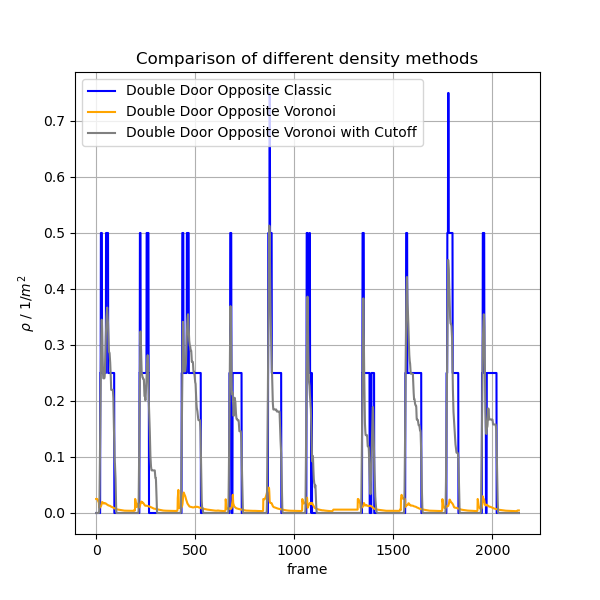 Comparison of different density methods
Double Door Opposite Classic
Double Door Opposite Voronoi
Double Door Opposite Voronoi with Cutoff
0.7
0.6
0.5
0.4
0.3
0.2
0.1
0.0
ρ / 1/m²
0 500 1000 1500 2000
frame